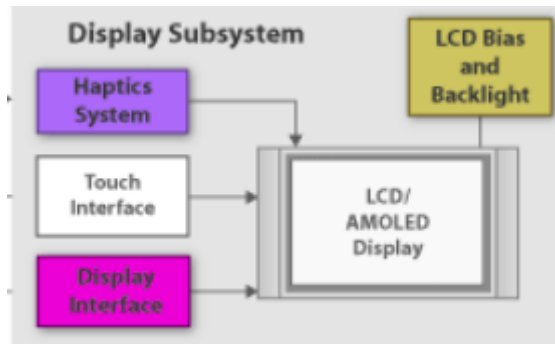 Display Subsystem
LCD Bias
and
Backlight
Haptics
System
Touch
Interface
LCD/
AMOLED
Display
Display
Interface